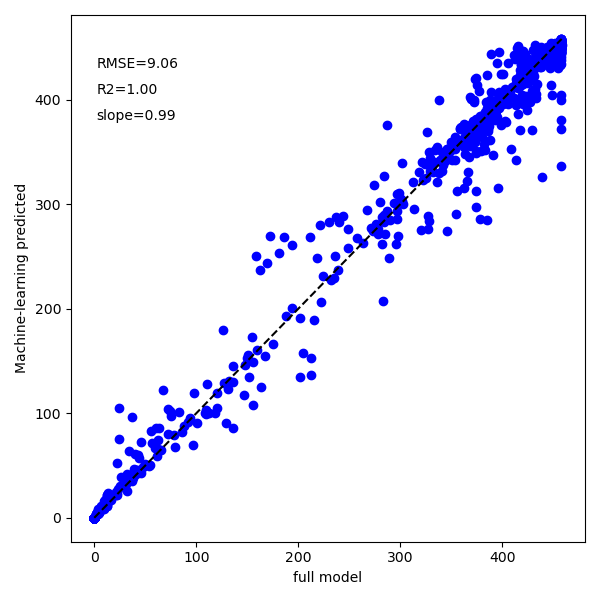 RMSE=9.06
R2=1.00
slope=0.99
400
300
200
100
0
Machine-learning predicted
0 100 200 300 400
full model